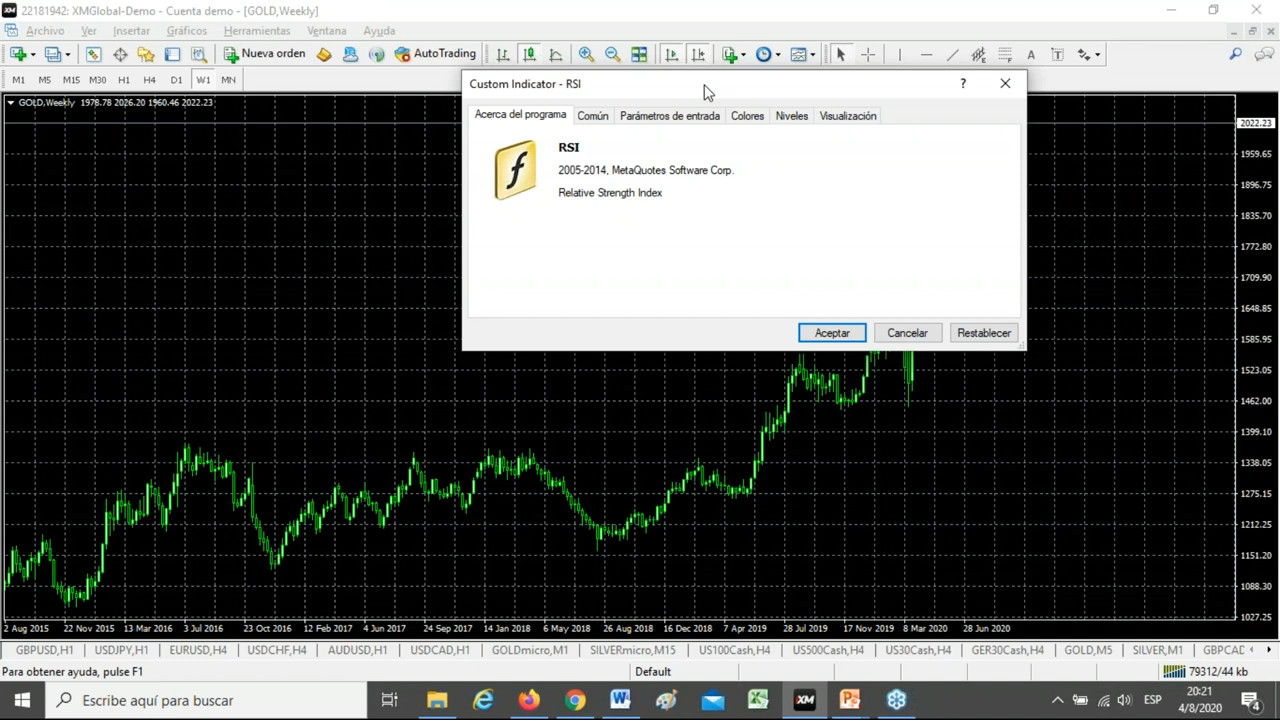 22181942: XMGlobal-Demo - Cuenta demo - [GOLD,Weekly]
Archivo Ver Insertar Gráficos Herramientas Ventana Ayuda
Nueva orden AutoTrading
M1 M5 M15 M30 H1 H4 D1 W1 MN
GOLD,Weekly 1978.78 2026.20 1960.46 2022.23
Custom Indicator - RSI
Acerca del programa Común Parámetros de entrada Colores Niveles Visualización
RSI
2005-2014, MetaQuotes Software Corp.
Relative Strength Index
Aceptar Cancelar Restablecer
2022.23
1959.65
1896.75
1835.70
1772.80
1709.90
1648.85
1585.95
1523.05
1462.00
1399.10
1338.05
1275.15
1212.25
1151.20
1088.30
1027.25
2 Aug 2015 22 Nov 2015 13 Mar 2016 3 Jul 2016 23 Oct 2016 12 Feb 2017 4 Jun 2017 24 Sep 2017 14 Jan 2018 6 May 2018 26 Aug 2018 16 Dec 2018 7 Apr 2019 28 Jul 2019 17 Nov 2019 8 Mar 2020 28 Jun 2020
GBPUSD,H1 USDJPY,H1 EURUSD,H4 USDCHF,H4 AUDUSD,H1 USDCAD,H1 GOLDmicro,M1 SILVERmicro,M15 US100Cash,H4 US500Cash,H4 US30Cash,H4 GER30Cash,H4 GOLD,M5 SILVER,M1 GBPCAD
Para obtener ayuda, pulse F1 Default 79312/44 kb
Escribe aquí para buscar
ESP
20:21
4/8/2020
4